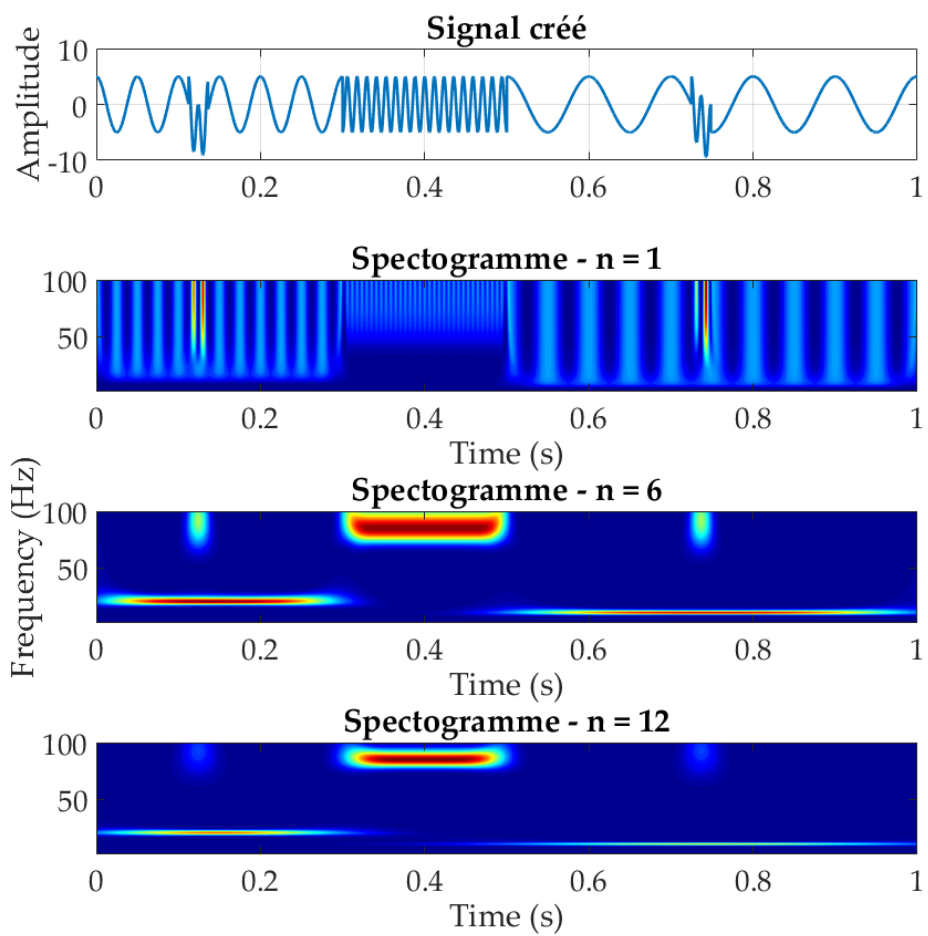 Signal créé
Amplitude
10
0
-10
0 0.2 0.4 0.6 0.8 1
Spectogramme - n = 1
100
50
0 0.2 0.4 0.6 0.8 1
Time (s)
Frequency (Hz)
Spectogramme - n = 6
100
50
0 0.2 0.4 0.6 0.8 1
Time (s)
Spectogramme - n = 12
100
50
0 0.2 0.4 0.6 0.8 1
Time (s)